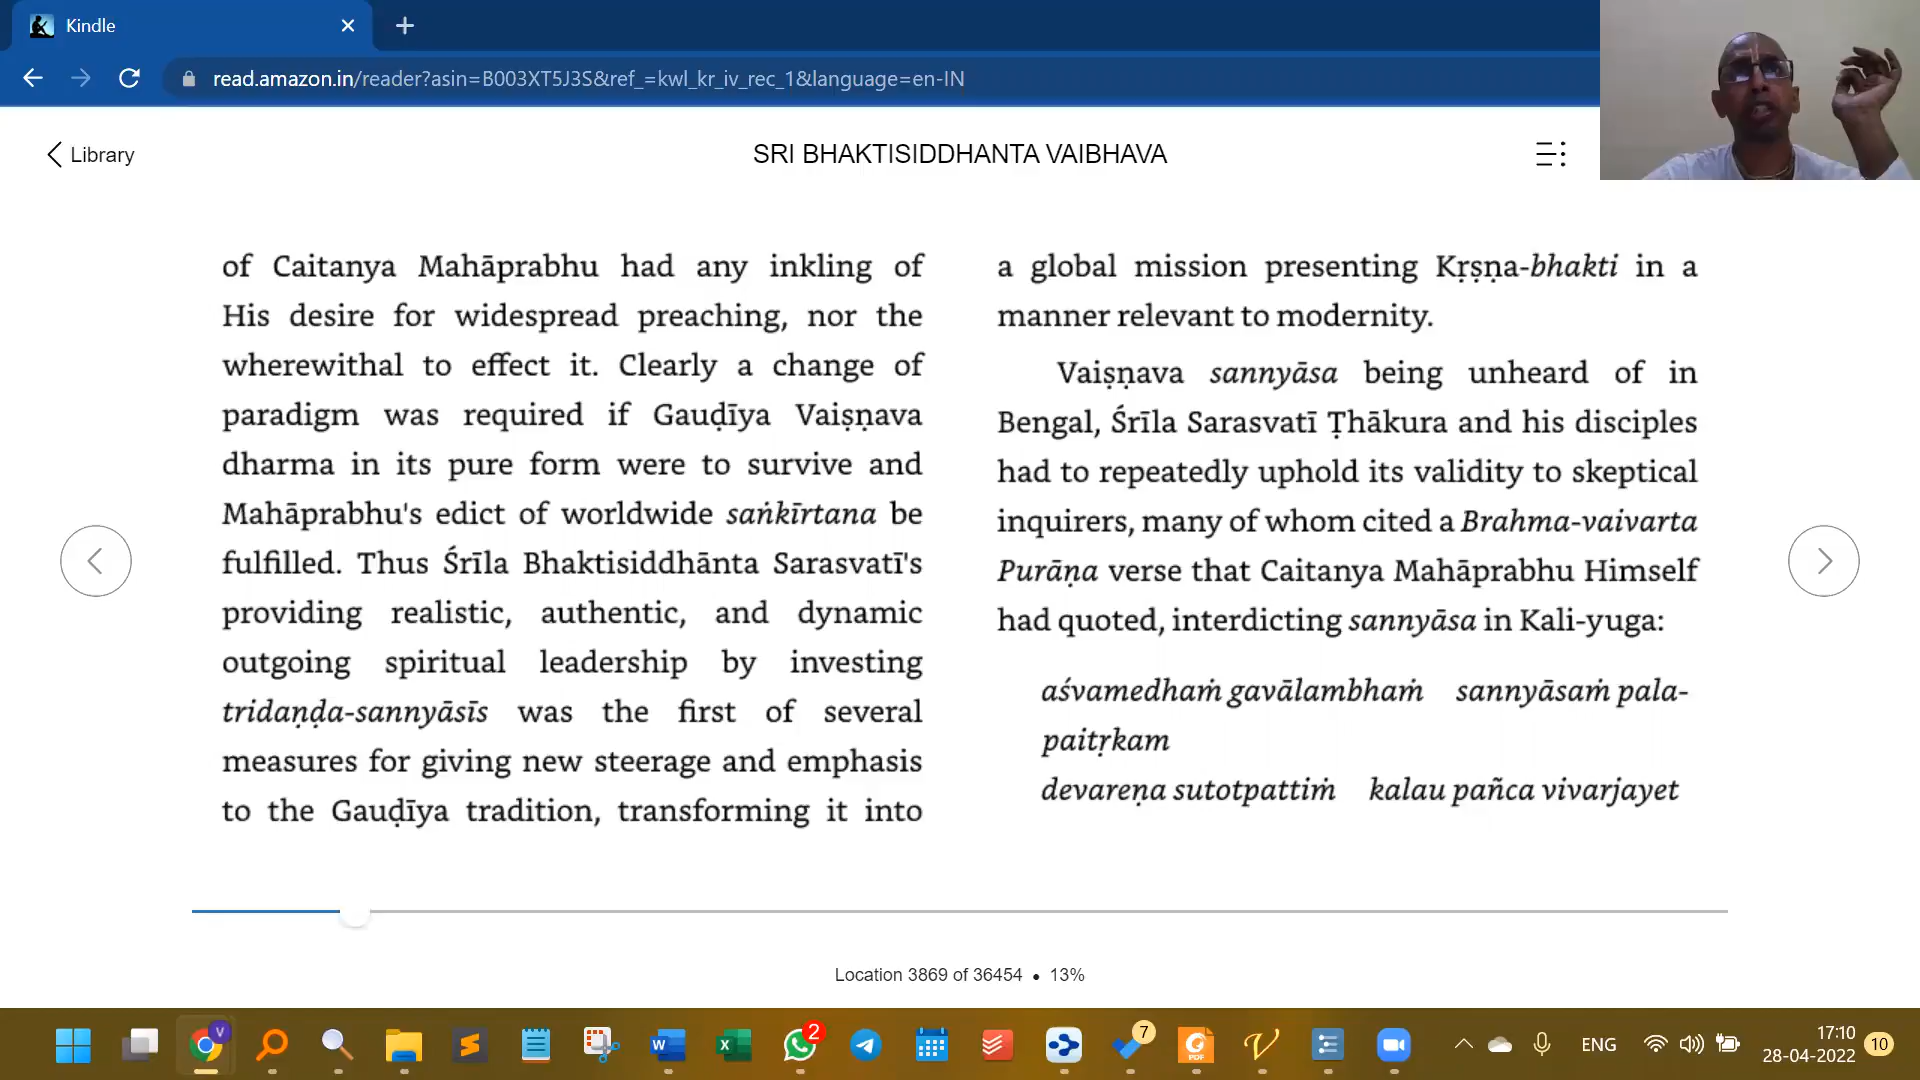 Kindle
read.amazon.in/reader?asin=B003XT5J3S&ref_=kwl_kr_iv_rec_1&language=en-IN
Library
SRI BHAKTISIDDHANTA VAIBHAVA
of Caitanya Mahāprabhu had any inkling of
His desire for widespread preaching, nor the
wherewithal to effect it. Clearly a change of
paradigm was required if Gauḍīya Vaiṣṇava
dharma in its pure form were to survive and
Mahāprabhu's edict of worldwide saṅkīrtana be
fulfilled. Thus Śrīla Bhaktisiddhānta Sarasvatī's
providing realistic, authentic, and dynamic
outgoing spiritual leadership by investing
tridaṇḍa-sannyāsīs was the first of several
measures for giving new steerage and emphasis
to the Gauḍīya tradition, transforming it into
a global mission presenting Kṛṣṇa-bhakti in a
manner relevant to modernity.
Vaiṣṇava sannyāsa being unheard of in
Bengal, Śrīla Sarasvatī Ṭhākura and his disciples
had to repeatedly uphold its validity to skeptical
inquirers, many of whom cited a Brahma-vaivarta
Purāṇa verse that Caitanya Mahāprabhu Himself
had quoted, interdicting sannyāsa in Kali-yuga:
aśvamedhaṁ gavālambhaṁ sannyāsaṁ pala-
paitṛkam
devareṇa sutotpattiṁ kalau pañca vivarjayet
Location 3869 of 36454 • 13%
V
2
7
PDF
ENG
17:10
28-04-2022
10